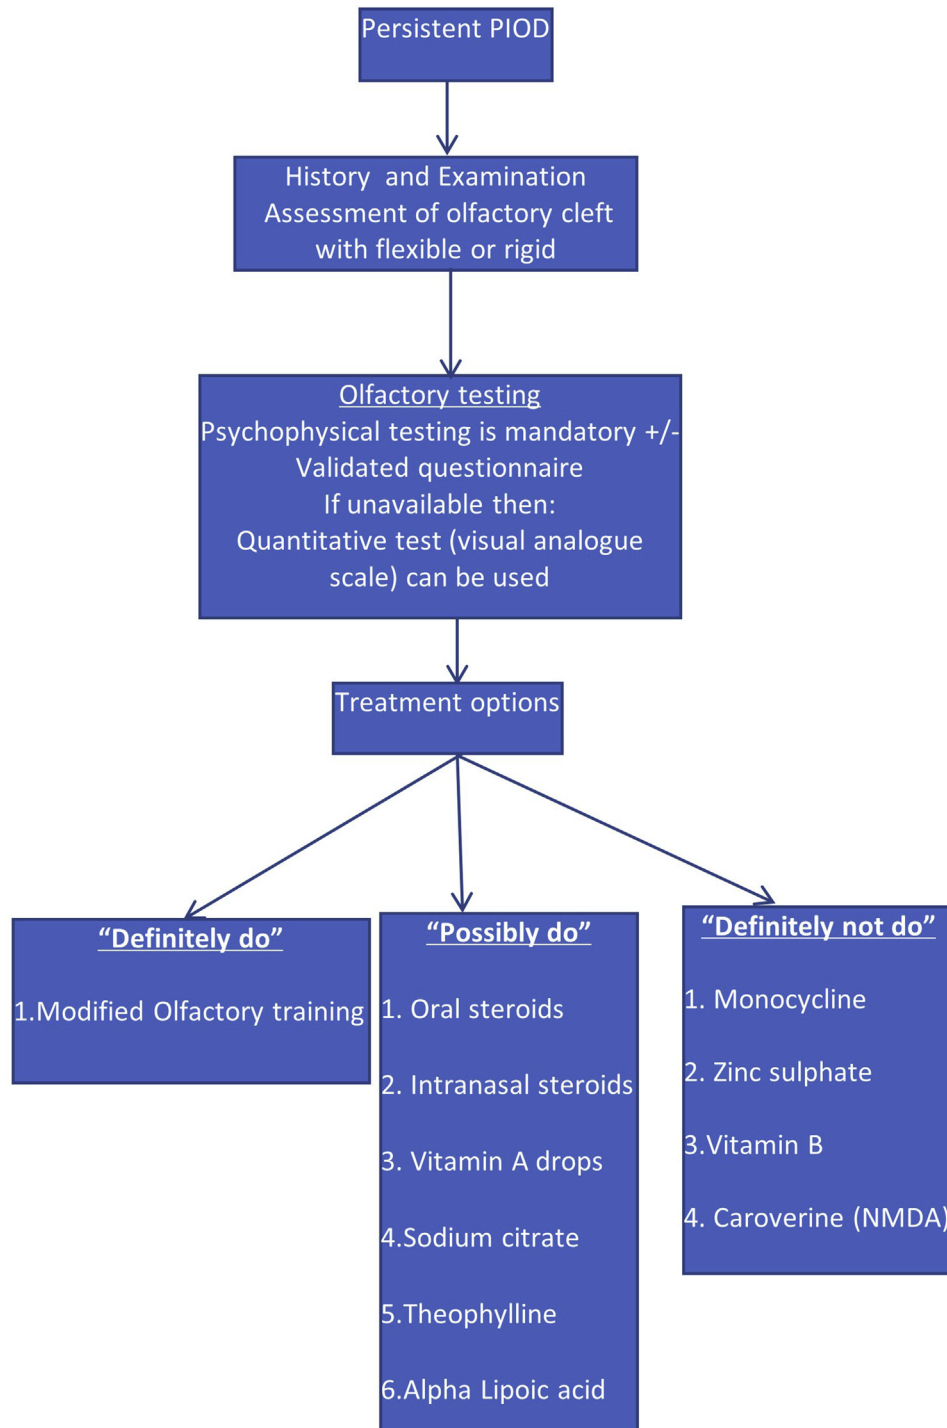 Persistent PIOD
History and Examination
Assessment of olfactory cleft
with flexible or rigid
Olfactory testing
Psychophysical testing is mandatory +/-
Validated questionnaire
If unavailable then:
Quantitative test (visual analogue
scale) can be used
Treatment options
“Definitely do”
1.Modified Olfactory training
“Possibly do”
1. Oral steroids
2. Intranasal steroids
3. Vitamin A drops
4.Sodium citrate
5.Theophylline
6.Alpha Lipoic acid
“Definitely not do”
1. Monocycline
2. Zinc sulphate
3.Vitamin B
4. Caroverine (NMDA)